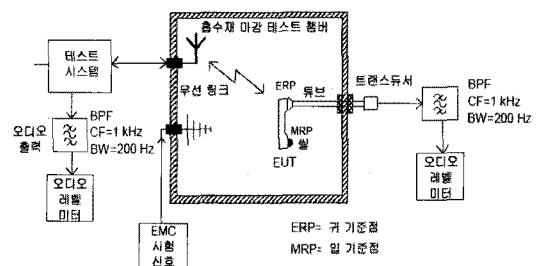 흡수재 마감 테스트 챔버
테스트
시스템
무선 링크
ERP
튜브
트랜스듀서
BPF
CF=1 kHz
BW=200 Hz
BPF
CF=1 kHz
BW=200 Hz
오디오
출력
MRP
씰
EUT
오디오
레벨
미터
오디오
레벨
미터
EMC
시험
신호
ERP= 귀 기준점
MRP= 입 기준점